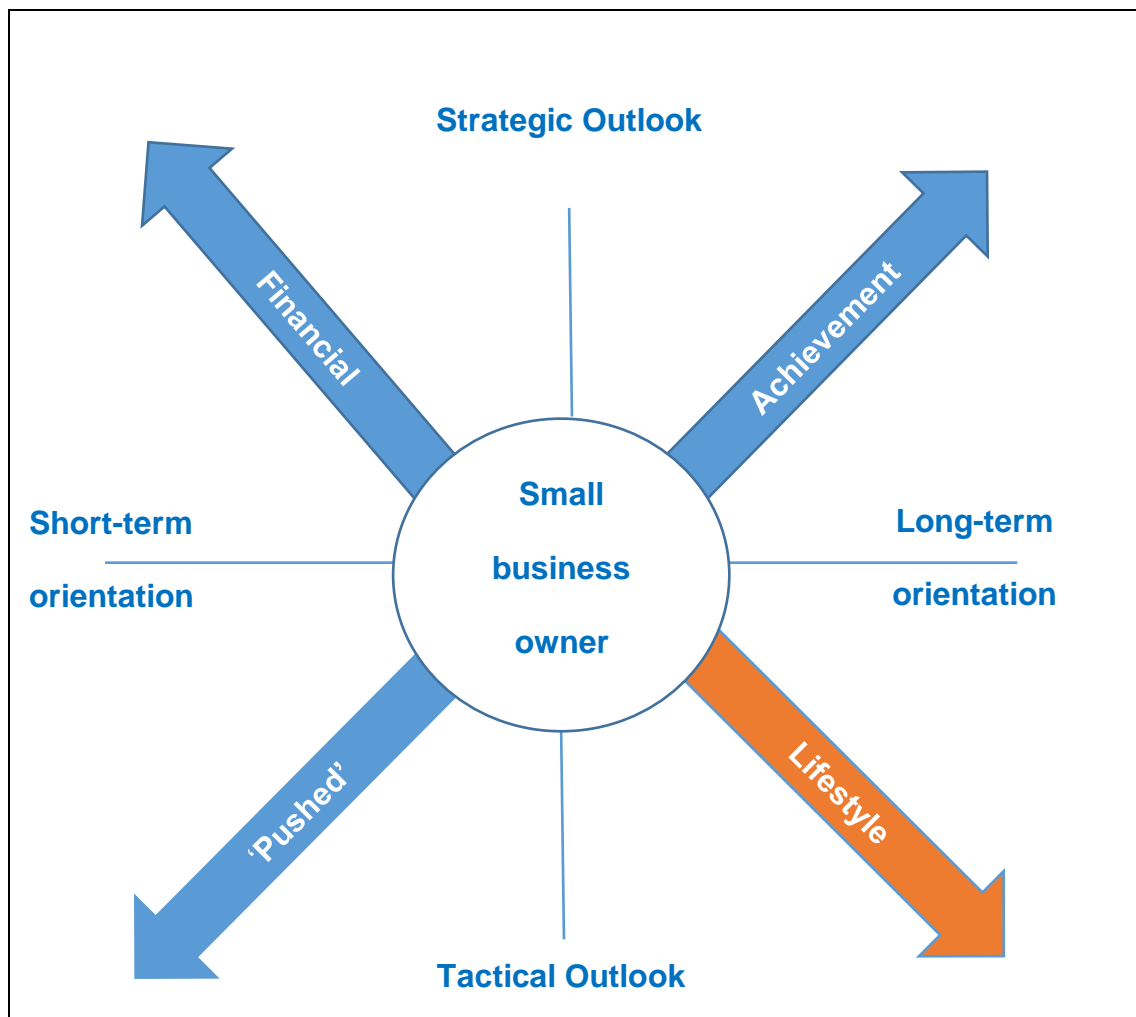 Strategic Outlook
Financial
Achievement
Small
business
owner
Short-term
orientation
Long-term
orientation
‘Pushed’
Lifestyle
Tactical Outlook